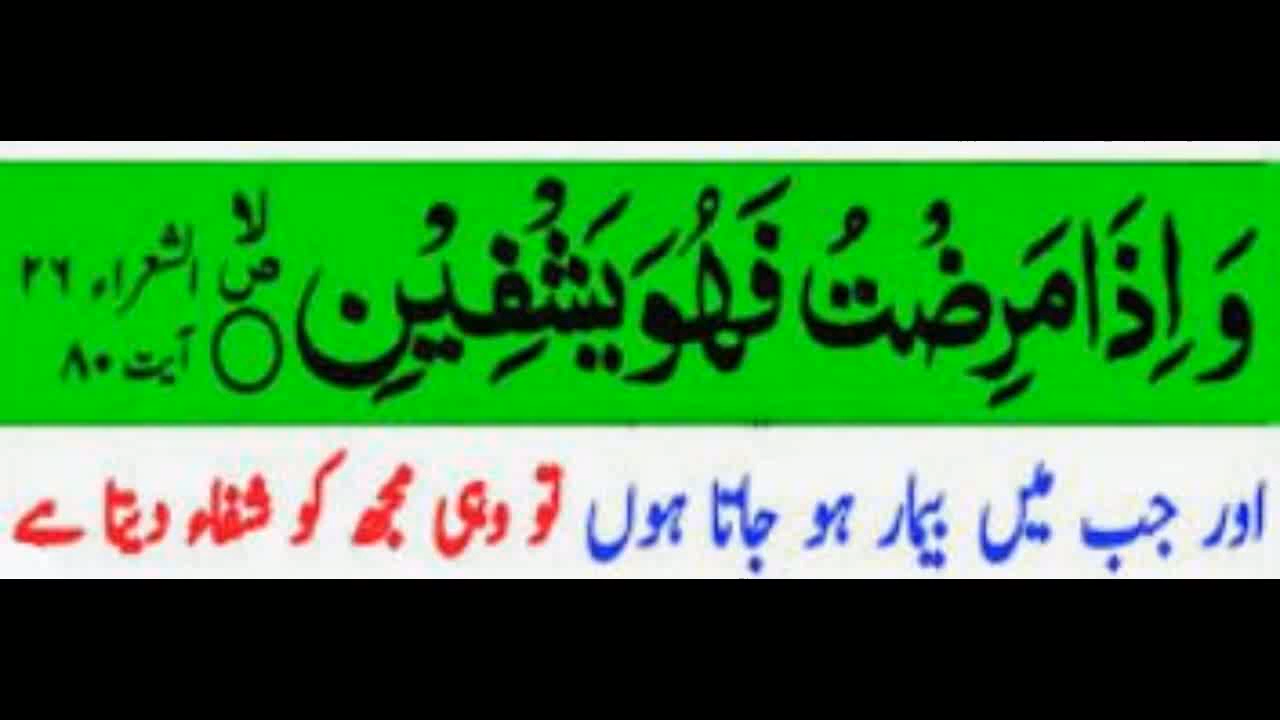 وَ اِذَا مَرِضْتُ فَهُوَ يَشْفِيْنِ ۝ۙ ص الشعراء ٢٦ آیت ٨٠
اور جب میں بیمار ہو جاتا ہوں تو وہی مجھ کو شفاء دیتا ہے